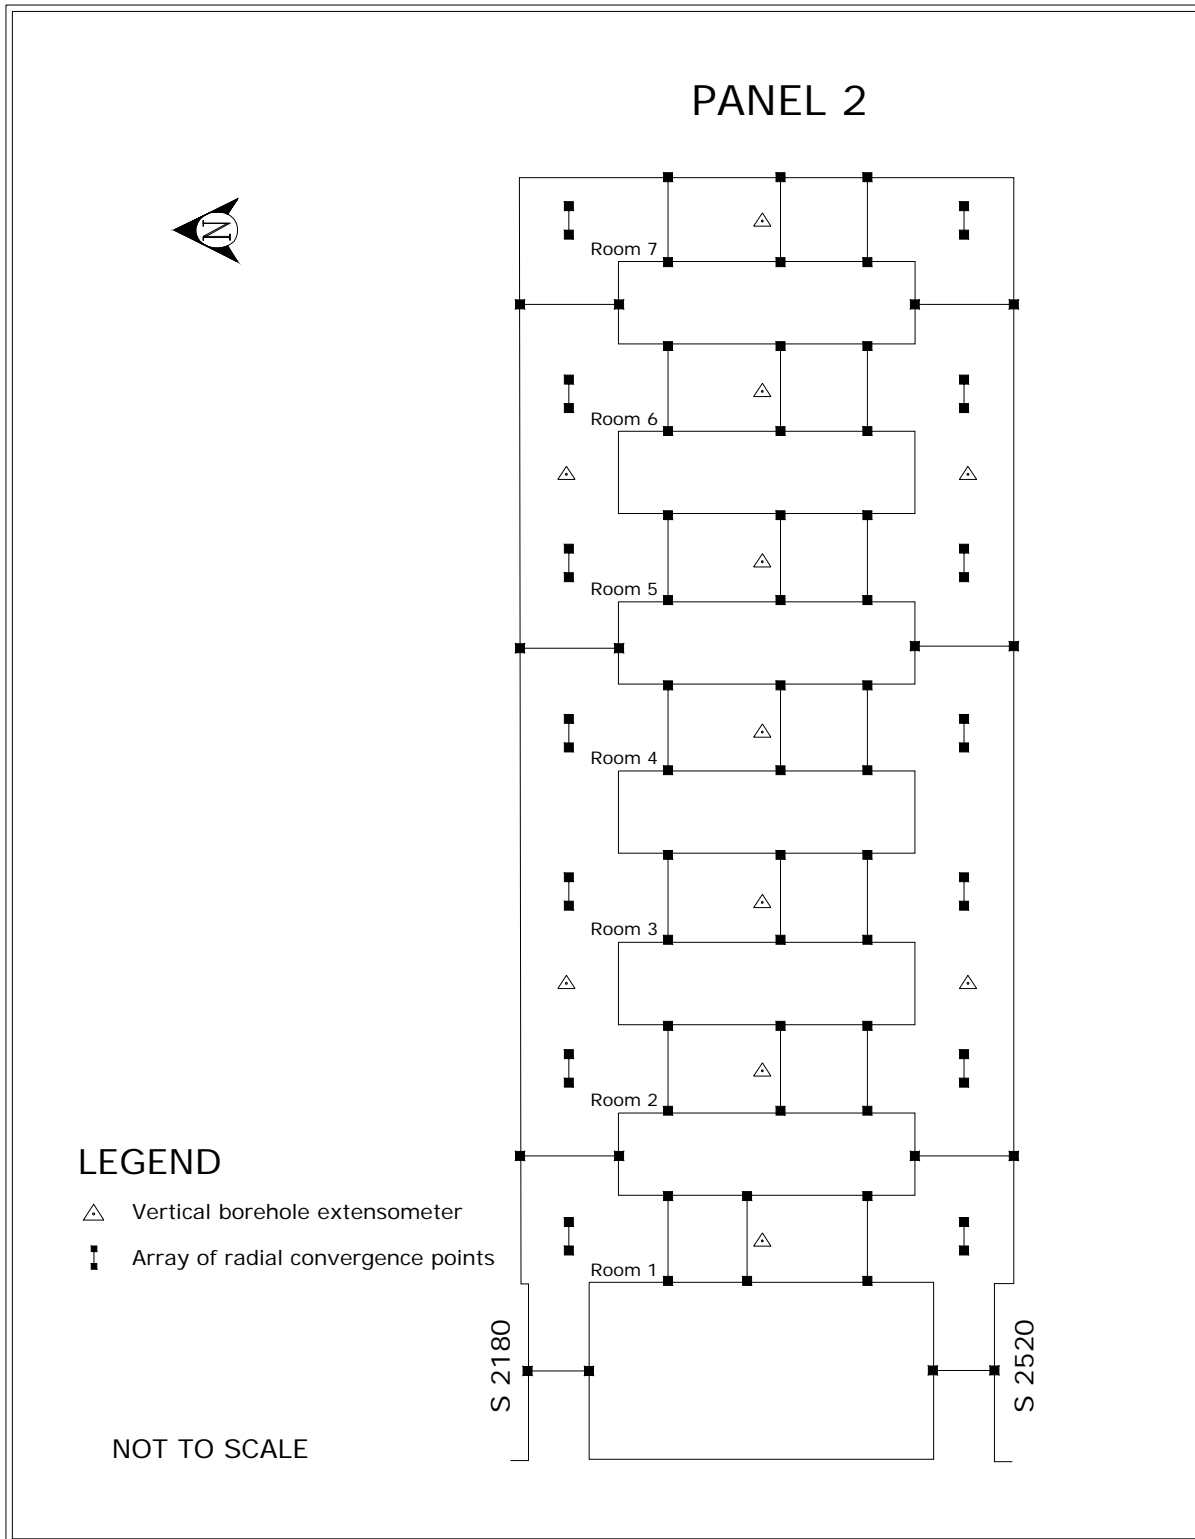 PANEL 2
N
Room 7
Room 6
Room 5
Room 4
Room 3
Room 2
Room 1
LEGEND
Vertical borehole extensometer
Array of radial convergence points
S 2180
S 2520
NOT TO SCALE